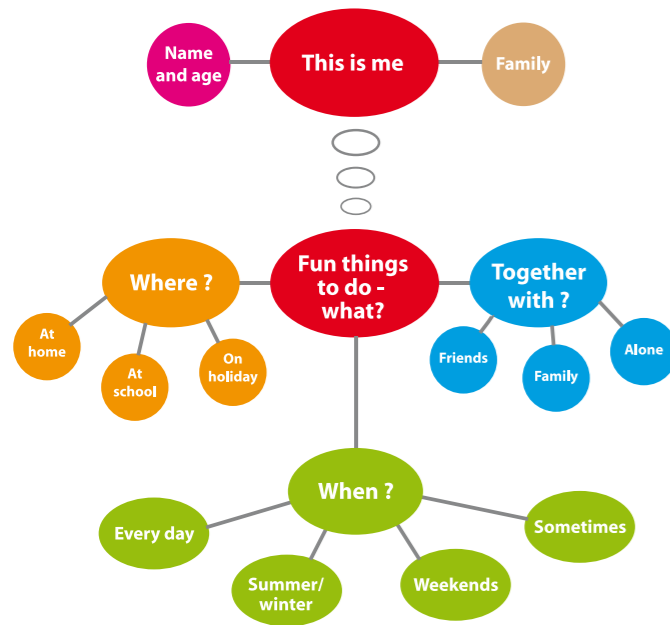 Name
and age
This is me
Family
Where ?
Fun things
to do -
what?
Together
with ?
At
home
At
school
On
holiday
Friends
Family
Alone
When ?
Every day
Summer/
winter
Weekends
Sometimes